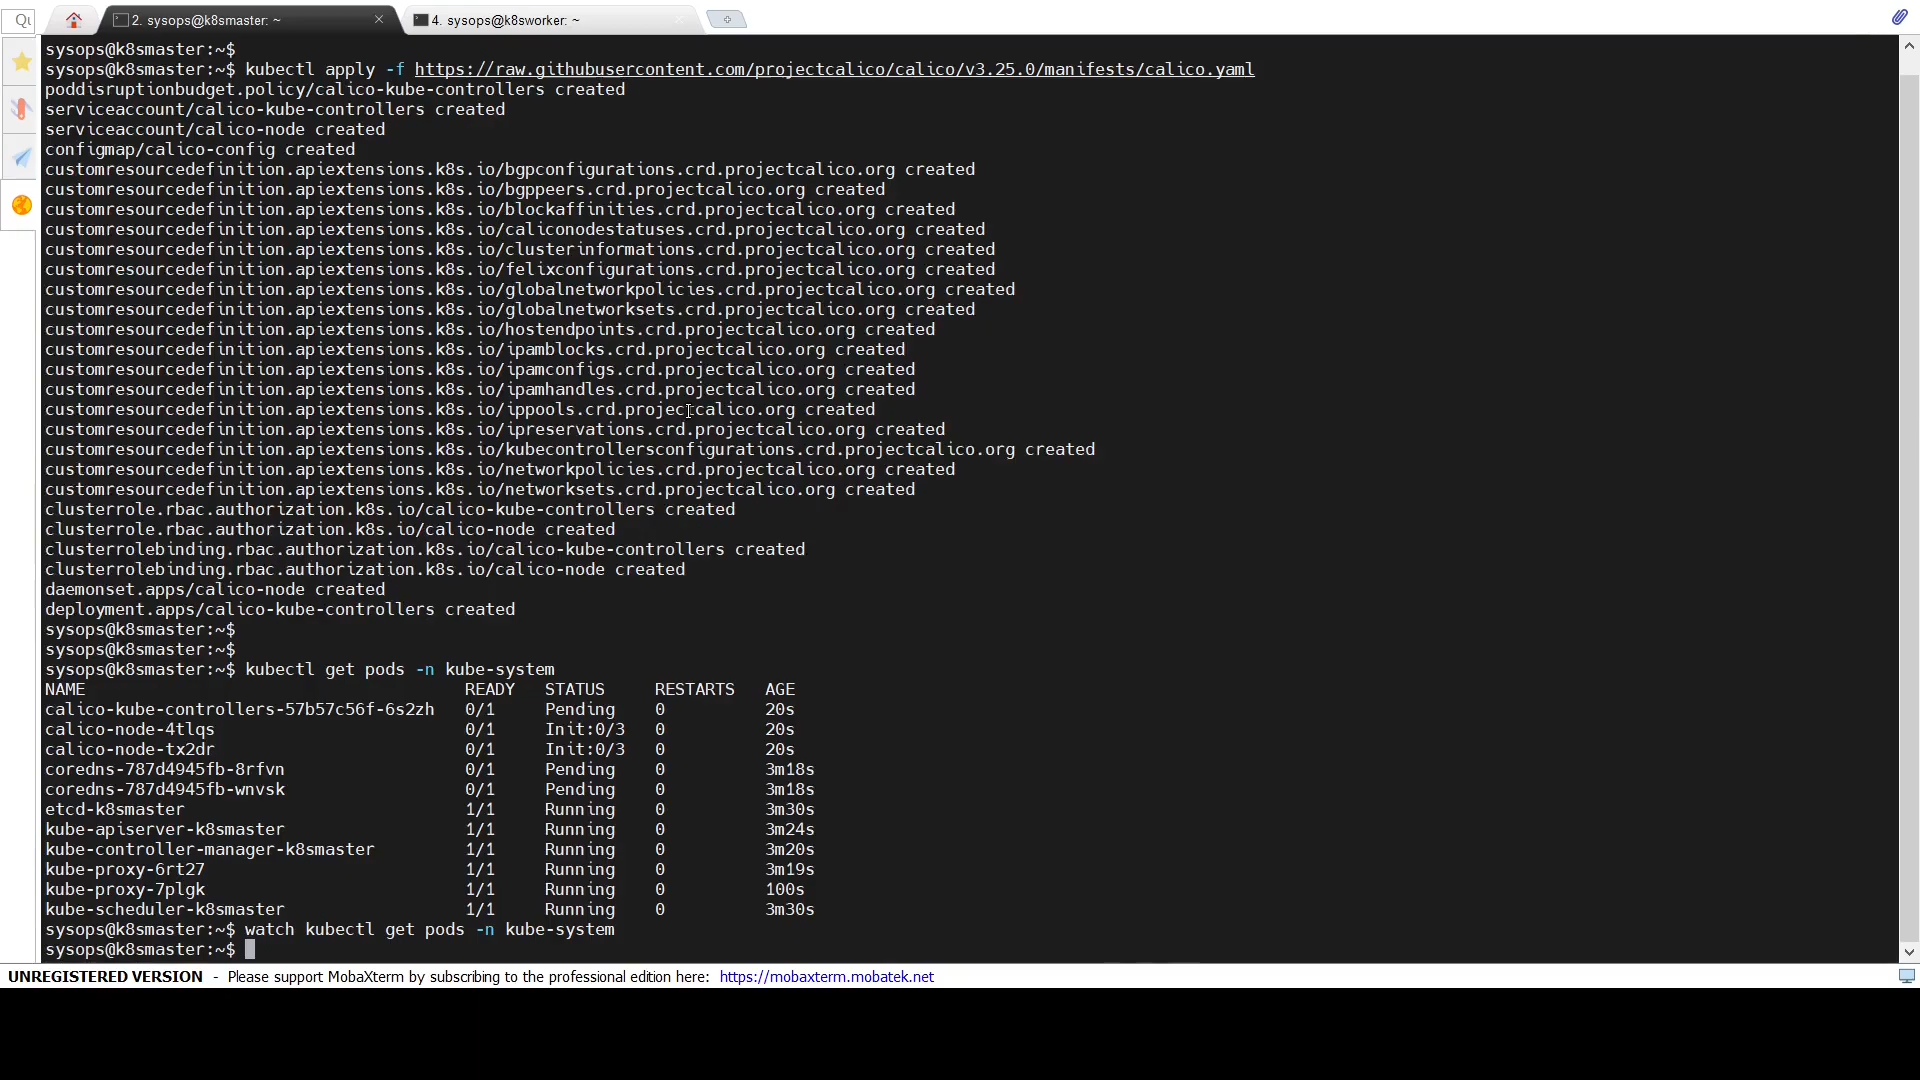 Qu
2. sysops@k8smaster: ~
4. sysops@k8sworker: ~
sysops@k8smaster:~$
sysops@k8smaster:~$ kubectl apply -f https://raw.githubusercontent.com/projectcalico/calico/v3.25.0/manifests/calico.yaml
poddisruptionbudget.policy/calico-kube-controllers created
serviceaccount/calico-kube-controllers created
serviceaccount/calico-node created
configmap/calico-config created
customresourcedefinition.apiextensions.k8s.io/bgpconfigurations.crd.projectcalico.org created
customresourcedefinition.apiextensions.k8s.io/bgppeers.crd.projectcalico.org created
customresourcedefinition.apiextensions.k8s.io/blockaffinities.crd.projectcalico.org created
customresourcedefinition.apiextensions.k8s.io/caliconodestatuses.crd.projectcalico.org created
customresourcedefinition.apiextensions.k8s.io/clusterinformations.crd.projectcalico.org created
customresourcedefinition.apiextensions.k8s.io/felixconfigurations.crd.projectcalico.org created
customresourcedefinition.apiextensions.k8s.io/globalnetworkpolicies.crd.projectcalico.org created
customresourcedefinition.apiextensions.k8s.io/globalnetworksets.crd.projectcalico.org created
customresourcedefinition.apiextensions.k8s.io/hostendpoints.crd.projectcalico.org created
customresourcedefinition.apiextensions.k8s.io/ipamblocks.crd.projectcalico.org created
customresourcedefinition.apiextensions.k8s.io/ipamconfigs.crd.projectcalico.org created
customresourcedefinition.apiextensions.k8s.io/ipamhandles.crd.projectcalico.org created
customresourcedefinition.apiextensions.k8s.io/ippools.crd.projectcalico.org created
customresourcedefinition.apiextensions.k8s.io/ipreservations.crd.projectcalico.org created
customresourcedefinition.apiextensions.k8s.io/kubecontrollersconfigurations.crd.projectcalico.org created
customresourcedefinition.apiextensions.k8s.io/networkpolicies.crd.projectcalico.org created
customresourcedefinition.apiextensions.k8s.io/networksets.crd.projectcalico.org created
clusterrole.rbac.authorization.k8s.io/calico-kube-controllers created
clusterrole.rbac.authorization.k8s.io/calico-node created
clusterrolebinding.rbac.authorization.k8s.io/calico-kube-controllers created
clusterrolebinding.rbac.authorization.k8s.io/calico-node created
daemonset.apps/calico-node created
deployment.apps/calico-kube-controllers created
sysops@k8smaster:~$
sysops@k8smaster:~$
sysops@k8smaster:~$ kubectl get pods -n kube-system
NAME READY STATUS RESTARTS AGE
calico-kube-controllers-57b57c56f-6s2zh 0/1 Pending 0 20s
calico-node-4tlqs 0/1 Init:0/3 0 20s
calico-node-tx2dr 0/1 Init:0/3 0 20s
coredns-787d4945fb-8rfvn 0/1 Pending 0 3m18s
coredns-787d4945fb-wnvsk 0/1 Pending 0 3m18s
etcd-k8smaster 1/1 Running 0 3m30s
kube-apiserver-k8smaster 1/1 Running 0 3m24s
kube-controller-manager-k8smaster 1/1 Running 0 3m20s
kube-proxy-6rt27 1/1 Running 0 3m19s
kube-proxy-7plgk 1/1 Running 0 100s
kube-scheduler-k8smaster 1/1 Running 0 3m30s
sysops@k8smaster:~$ watch kubectl get pods -n kube-system
sysops@k8smaster:~$
UNREGISTERED VERSION - Please support MobaXterm by subscribing to the professional edition here: https://mobaxterm.mobatek.net